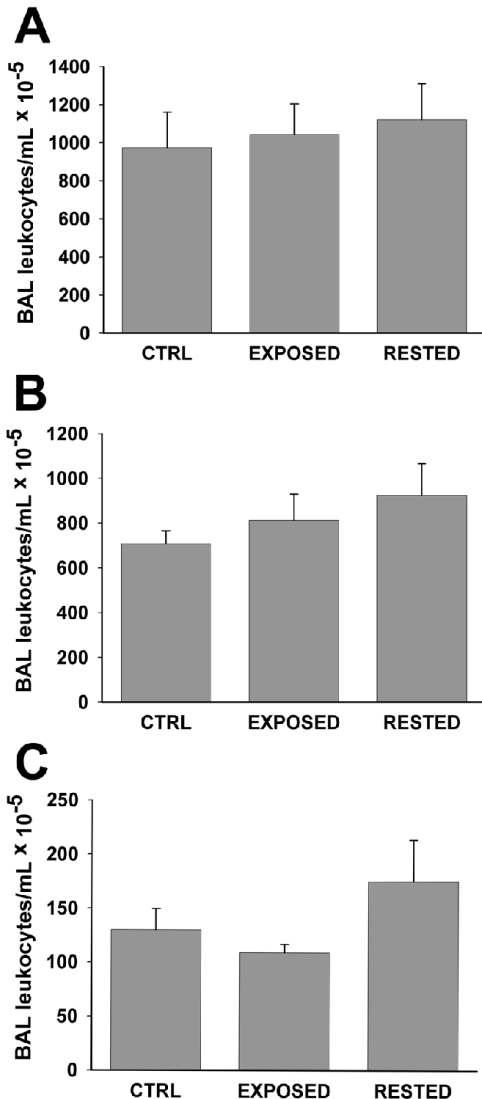 A
BAL leukocytes/mL x 10-5
1400
1200
1000
800
600
400
200
0
CTRL EXPOSED RESTED
B
BAL leukocytes/mL x 10-5
1200
1000
800
600
400
200
0
CTRL EXPOSED RESTED
C
BAL leukocytes/mL x 10-5
250
200
150
100
50
0
CTRL EXPOSED RESTED